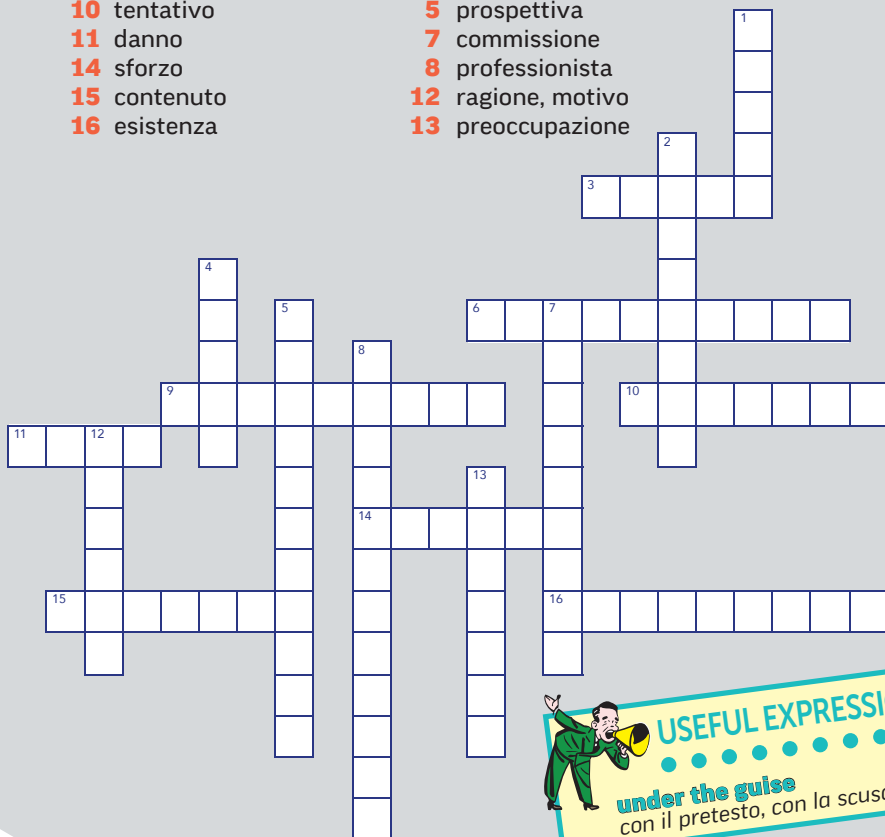 10 tentativo
11 danno
14 sforzo
15 contenuto
16 esistenza
5 prospettiva
7 commissione
8 professionista
12 ragione, motivo
13 preoccupazione
1
2
3
4
5
6 7
8
9
10
11 12
13
14
15
16
USEFUL EXPRESSI
under the guise
con il pretesto, con la scusa